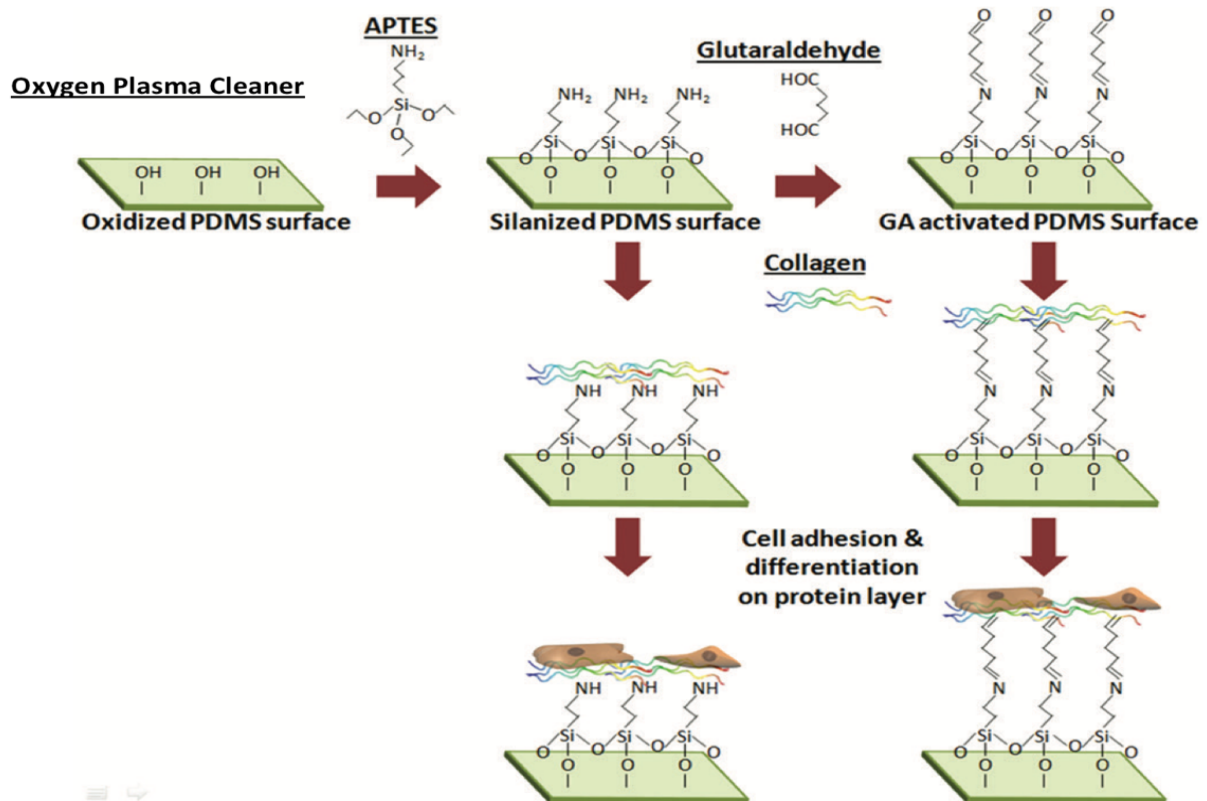 APTES
NH2
Si
O O
O
Oxygen Plasma Cleaner
OH OH OH
Oxidized PDMS surface
NH2 NH2 NH2
Si Si Si
O O O O
O O O
Silanized PDMS surface
Glutaraldehyde
HOC
HOC
O O O
N N N
Si Si Si
O O O O
O O O
GA activated PDMS Surface
Collagen
NH NH NH
Si Si Si
O O O O
O O O
N N N
Si Si Si
O O O O
O O O
Cell adhesion &
differentiation
on protein layer
NH NH NH
Si Si Si
O O O O
O O O
N N N
Si Si Si
O O O O
O O O